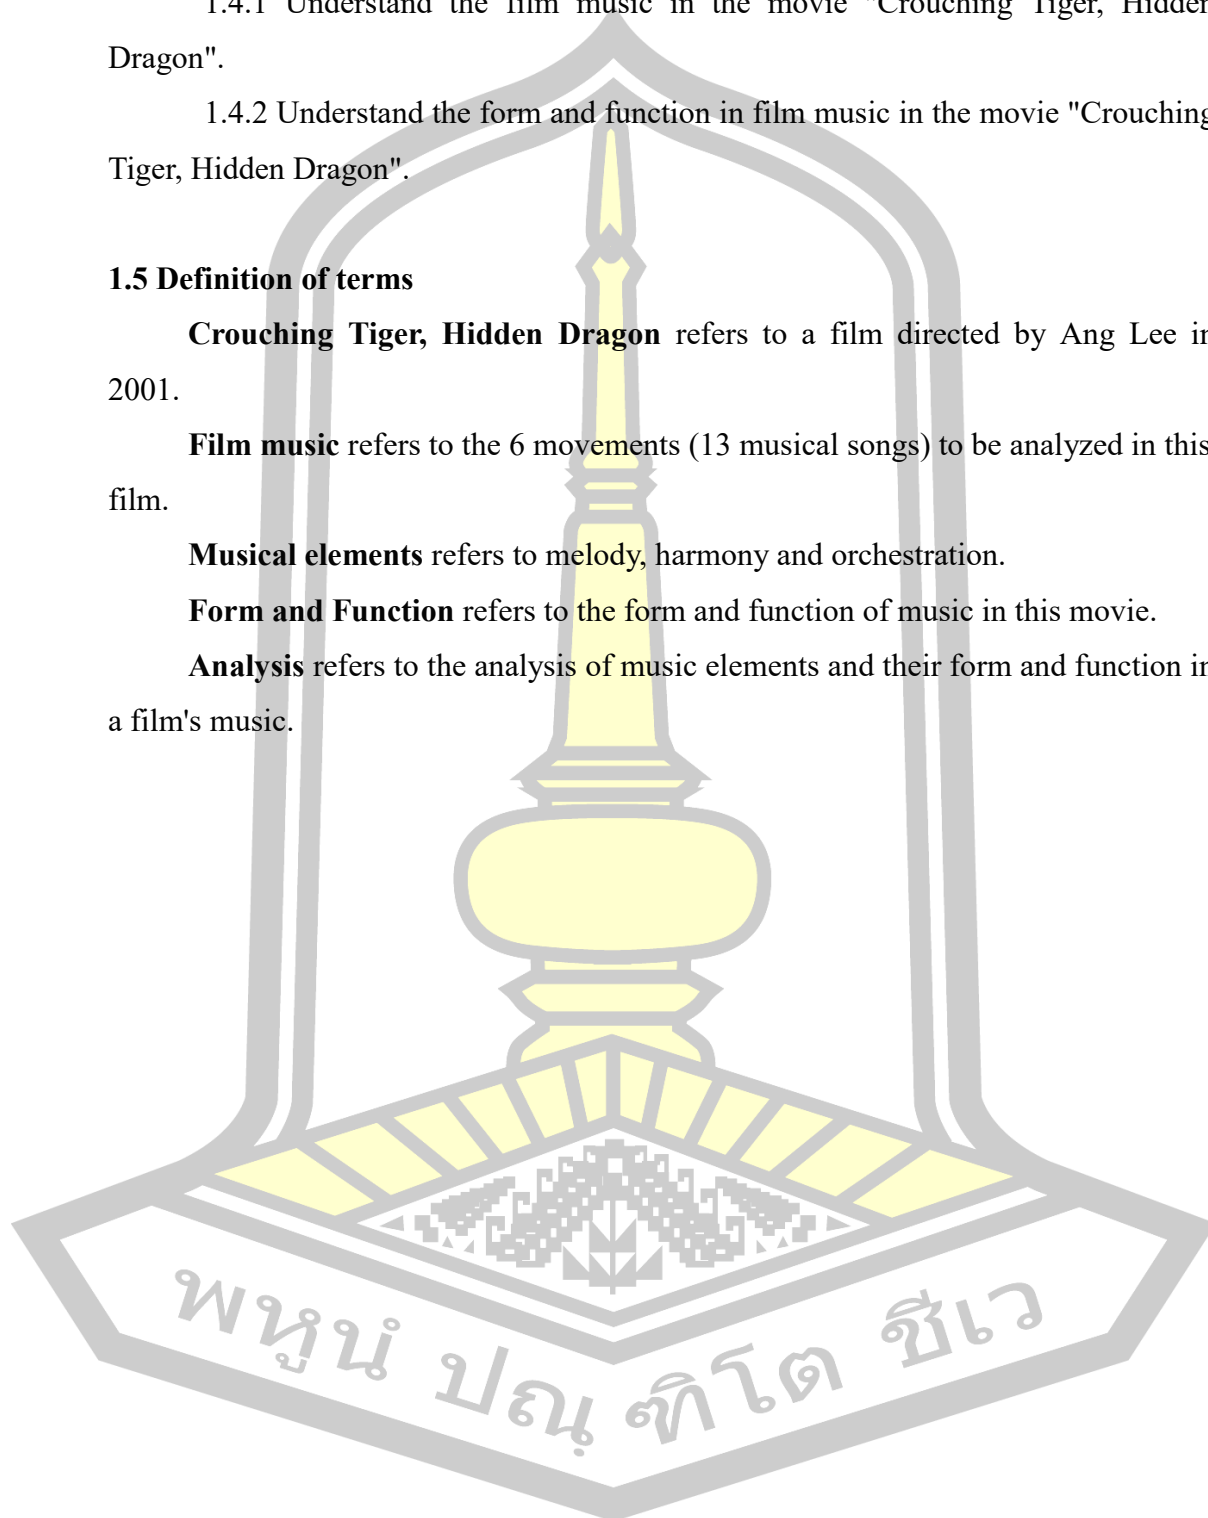 1.4.1 Understand the film music in the movie "Crouching Tiger, Hidden
Dragon".
1.4.2 Understand the form and function in film music in the movie "Crouching
Tiger, Hidden Dragon".
1.5 Definition of terms
Crouching Tiger, Hidden Dragon refers to a film directed by Ang Lee in
2001.
Film music refers to the 6 movements (13 musical songs) to be analyzed in this
film.
Musical elements refers to melody, harmony and orchestration.
Form and Function refers to the form and function of music in this movie.
Analysis refers to the analysis of music elements and their form and function in
a film's music.
พหูนํ ปณฺฑิโต ชีเว